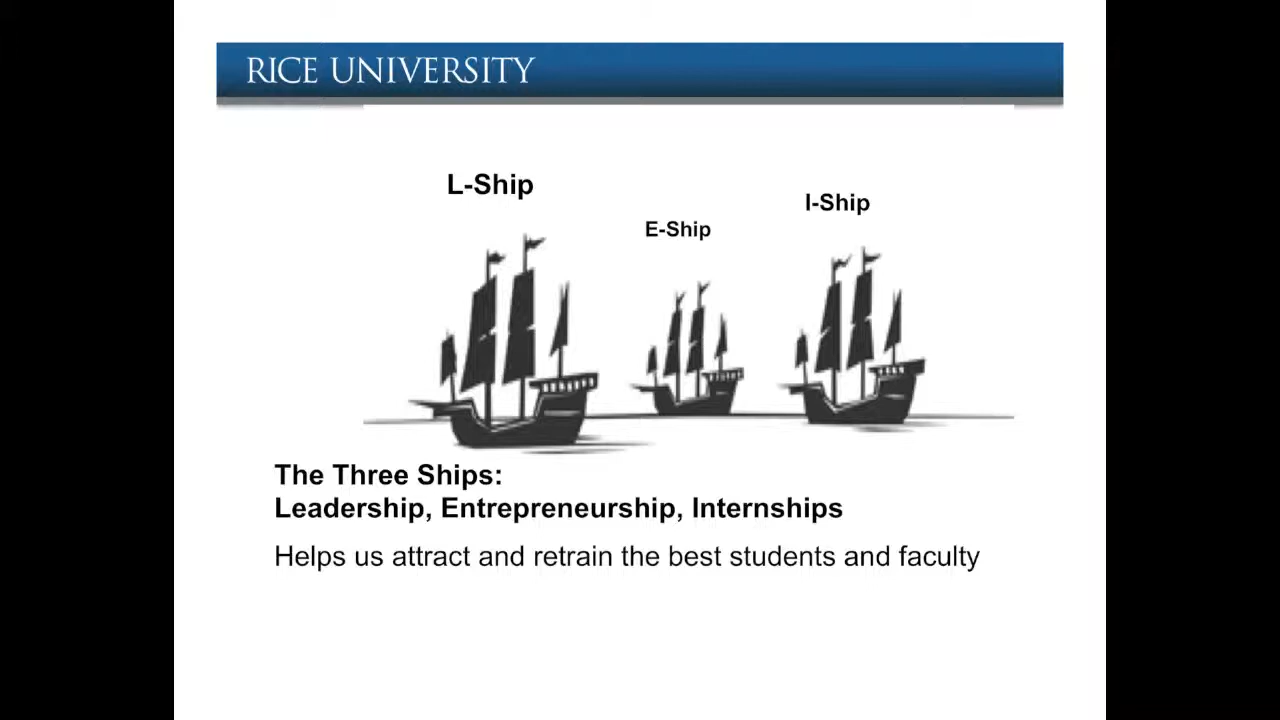 RICE UNIVERSITY
L-Ship
E-Ship
I-Ship
The Three Ships:
Leadership, Entrepreneurship, Internships
Helps us attract and retrain the best students and faculty